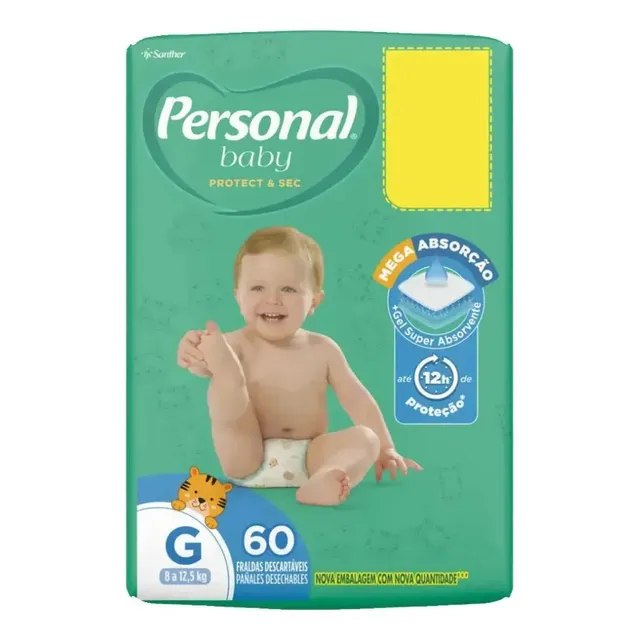 Santher
Personal
baby
PROTECT & SEC
MEGA ABSORÇÃO
+Gel Super Absorvente
até 12h de
proteção*
G
8 a 12,5 kg
60
FRALDAS DESCARTÁVEIS
PAÑALES DESECHABLES
NOVA EMBALAGEM COM NOVA QUANTIDADE***